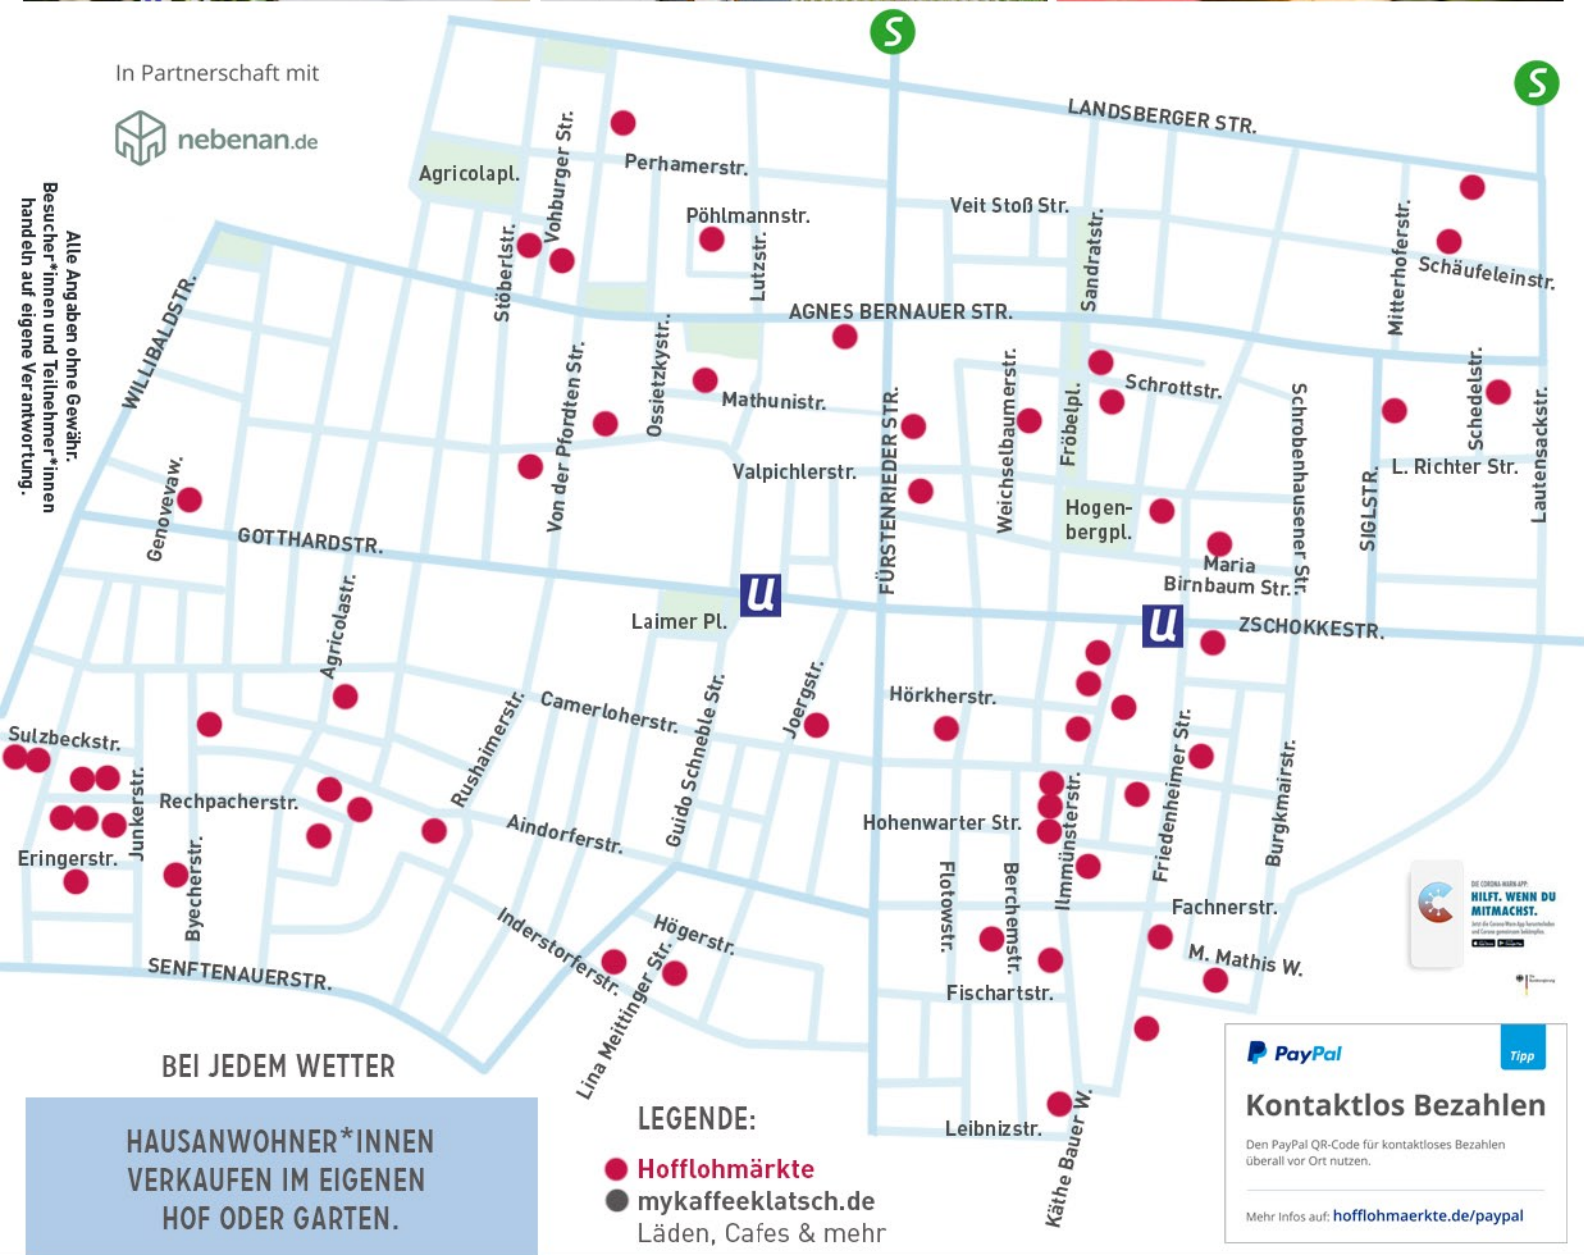 S
S
In Partnerschaft mit
nebenan.de
LANDSBERGER STR.
Vohburger Str.
Perhamerstr.
Agricolapl.
Veit Stoß Str.
Pöhlmannstr.
Sandratstr.
Mitterhoferstr.
Stöberlstr.
Lutzstr.
Schäufeleinstr.
Alle Angaben ohne Gewähr.
Besucher*innen und Teilnehmer*innen
handeln auf eigene Verantwortung.
WILLIBALDSTR.
AGNES BERNAUER STR.
Von der Pfordten Str.
Ossietzkystr..
Mathunistr.
FÜRSTENRIEDER STR.
Weichselbaumerstr.
Fröbelpl.
Schrottstr.
Schrobenhausener Str.
Schedelstr.
Lautensackstr.
Valpichlerstr.
L. Richter Str.
SIGLSTR.
Genovevaw.
GOTTHARDSTR.
Hogen-
bergpl.
Maria
Birnbaum Str.
U
U
Laimer Pl.
ZSCHOKKESTR.
Agricolastr.
Camerloherstr.
Guido Schneble Str.
Joergstr.
Hörkherstr.
Sulzbeckstr.
Rushaimerstr.
Friedenheimer Str.
Burgkmairstr.
Junkerstr.
Rechpacherstr.
Aindorferstr.
Hohenwarter Str.
Ilmmünsterstr.
Eringerstr.
Byecherstr.
Flotowstr.
Berchemstr.
Fachnerstr.
Inderstorferstr.
Högerstr.
Lina Meittinger Str.
M. Mathis W.
SENFTENAUERSTR.
Fischartstr.
Leibnizstr.
Käthe Bauer W.
DIE CORONA-WARN-APP:
HILFT. WENN DU
MITMACHST.
BEI JEDEM WETTER
HAUSANWOHNER*INNEN
VERKAUFEN IM EIGENEN
HOF ODER GARTEN.
LEGENDE:
Hofflohmärkte
mykaffeeklatsch.de
Läden, Cafes & mehr
PayPal
Tipp
Kontaktlos Bezahlen
Den PayPal QR-Code für kontaktloses Bezahlen
überall vor Ort nutzen.
Mehr Infos auf: hofflohmaerkte.de/paypal